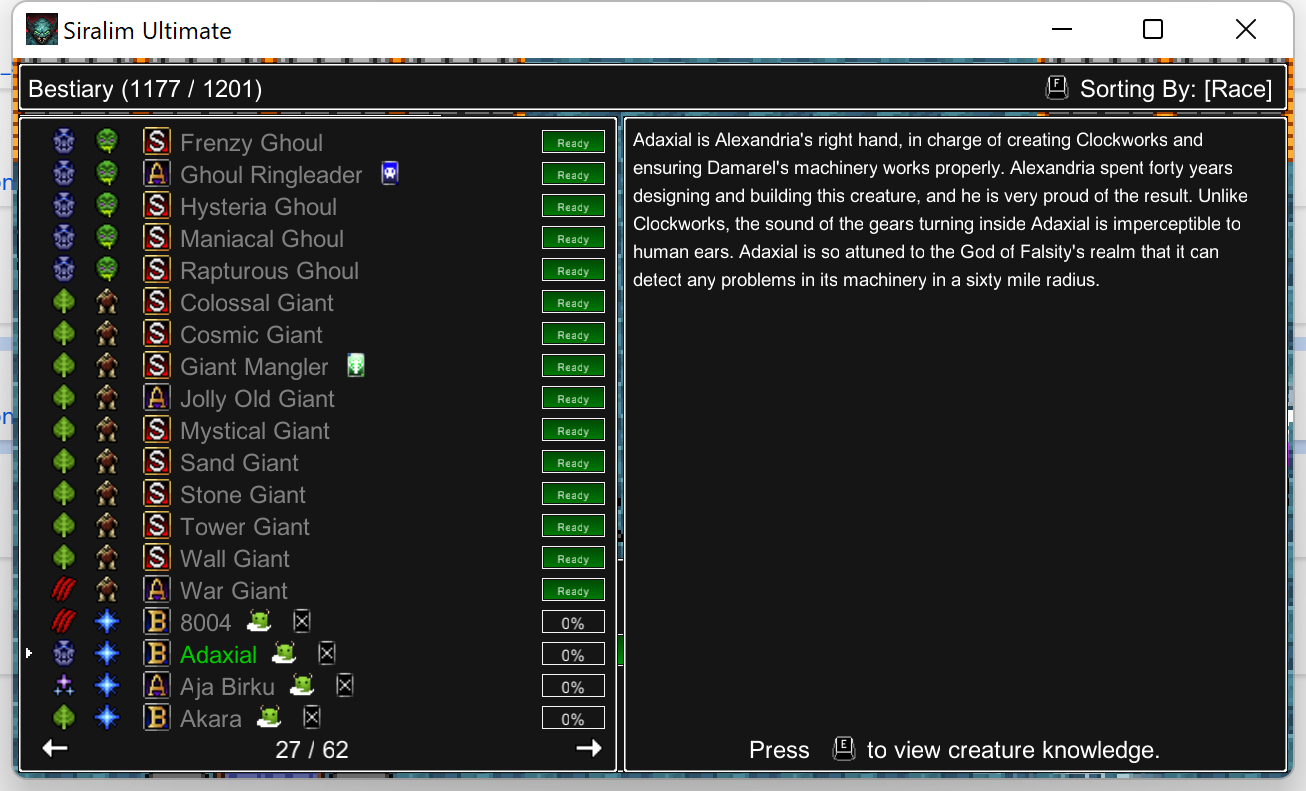 Siralim Ultimate
Bestiary (1177 / 1201)
F Sorting By: [Race]
S Frenzy Ghoul Ready
A Ghoul Ringleader Ready
S Hysteria Ghoul Ready
S Maniacal Ghoul Ready
S Rapturous Ghoul Ready
S Colossal Giant Ready
S Cosmic Giant Ready
S Giant Mangler Ready
A Jolly Old Giant Ready
S Mystical Giant Ready
S Sand Giant Ready
S Stone Giant Ready
S Tower Giant Ready
S Wall Giant Ready
A War Giant Ready
B 8004 0%
B Adaxial 0%
A Aja Birku 0%
B Akara 0%
27 / 62
Adaxial is Alexandria's right hand, in charge of creating Clockworks and
ensuring Damarel's machinery works properly. Alexandria spent forty years
designing and building this creature, and he is very proud of the result. Unlike
Clockworks, the sound of the gears turning inside Adaxial is imperceptible to
human ears. Adaxial is so attuned to the God of Falsity's realm that it can
detect any problems in its machinery in a sixty mile radius.
Press E to view creature knowledge.